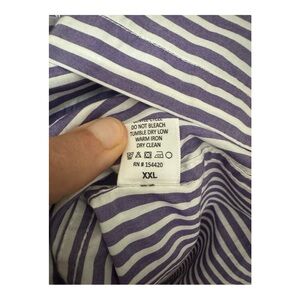 DO NOT BLEACH
TUMBLE DRY LOW
WARM IRON
DRY CLEAN
RN # 154420
XXL